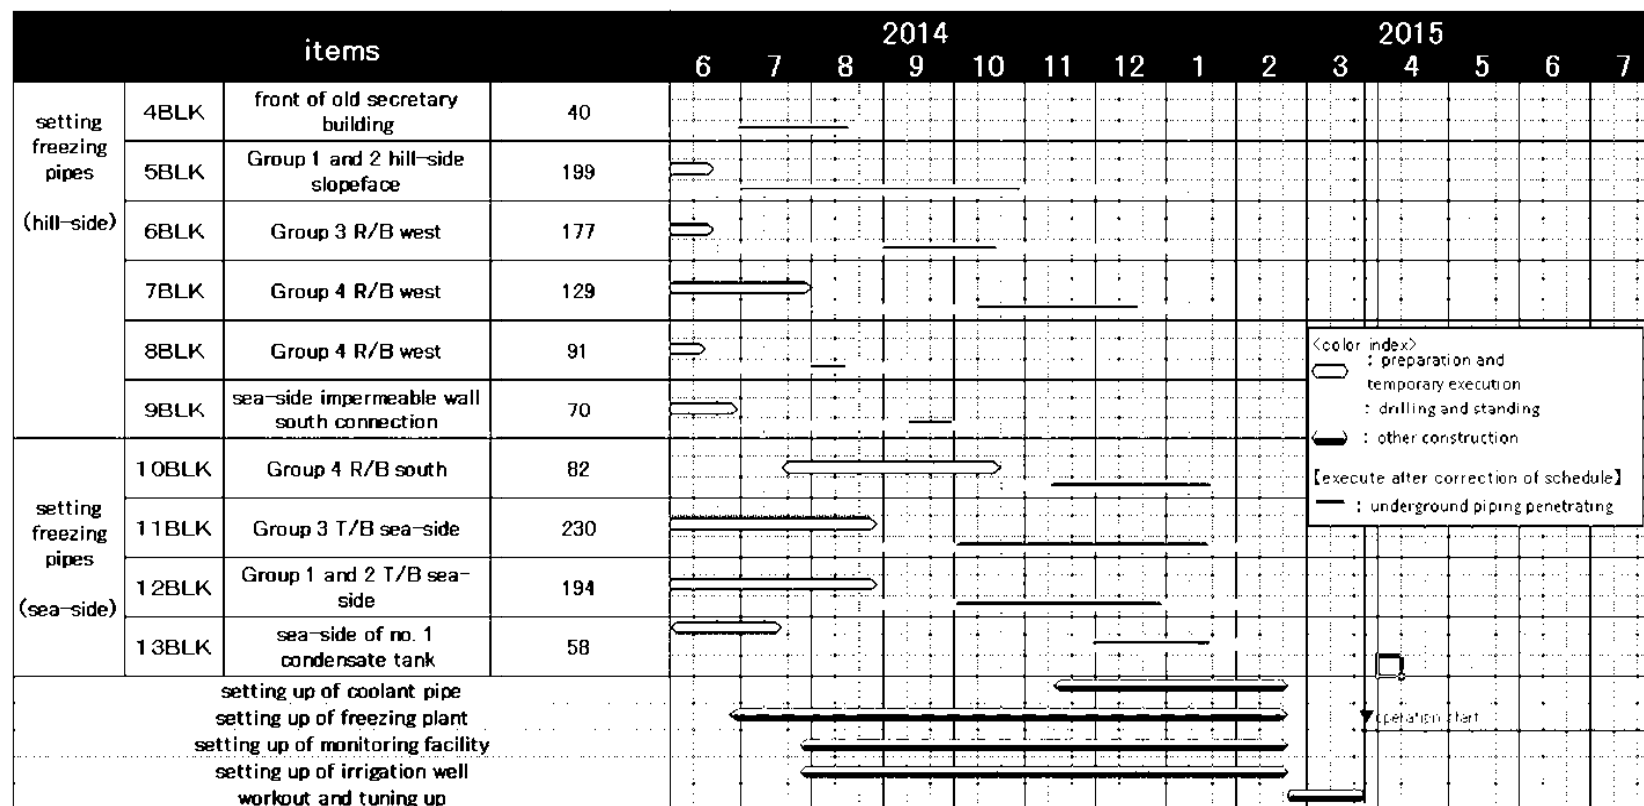 items
2014
2015
6 7 8 9 10 11 12 1 2 3 4 5 6 7
setting
freezing
pipes
(hill-side)
4BLK
front of old secretary
building
40
5BLK
Group 1 and 2 hill-side
slopeface
199
6BLK
Group 3 R/B west
177
7BLK
Group 4 R/B west
129
8BLK
Group 4 R/B west
91
9BLK
sea-side impermeable wall
south connection
70
setting
freezing
pipes
(sea-side)
10BLK
Group 4 R/B south
82
11BLK
Group 3 T/B sea-side
230
12BLK
Group 1 and 2 T/B sea-
side
194
13BLK
sea-side of no. 1
condensate tank
58
setting up of coolant pipe
setting up of freezing plant
setting up of monitoring facility
setting up of irrigation well
workout and tuning up
<color index>
: preparation and
temporary execution
: drilling and standing
: other construction
【execute after correction of schedule】
: underground piping penetrating
operation start